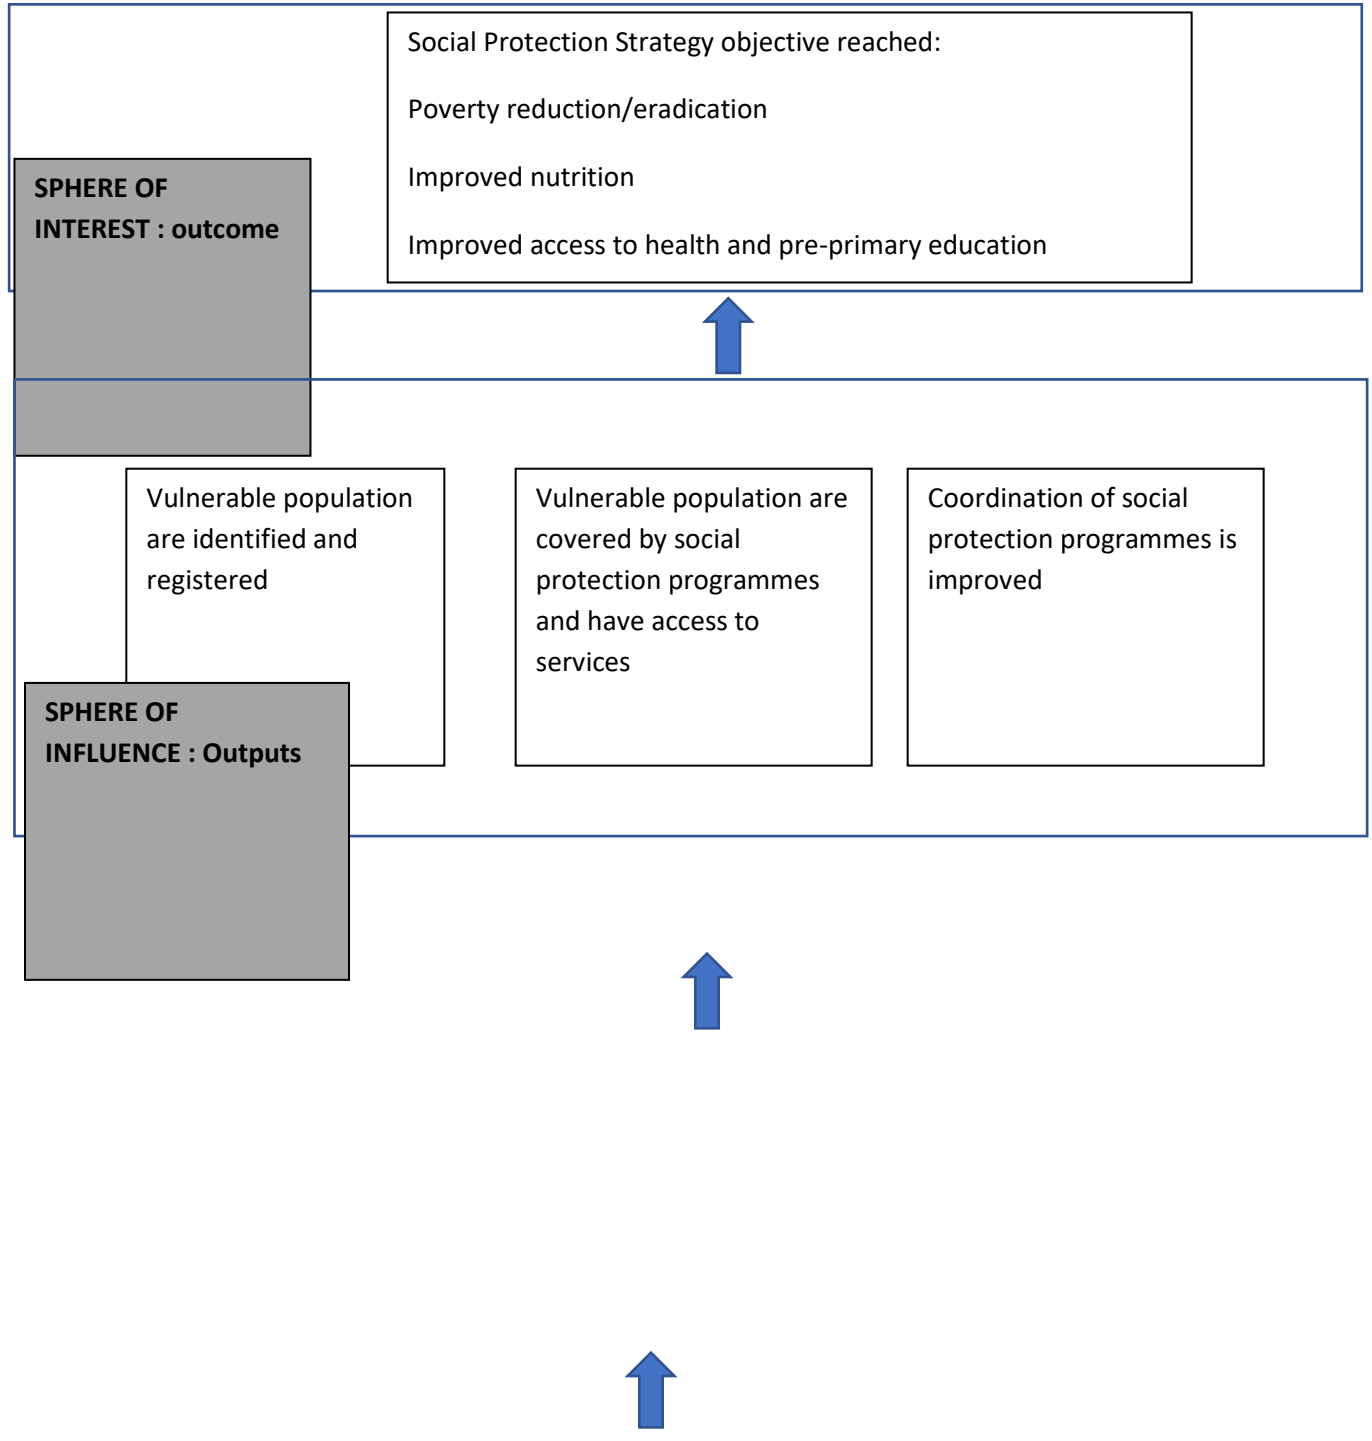 Social Protection Strategy objective reached:
Poverty reduction/eradication
Improved nutrition
Improved access to health and pre-primary education
SPHERE OF
INTEREST : outcome
Vulnerable population
are identified and
registered
Vulnerable population are
covered by social
protection programmes
and have access to
services
Coordination of social
protection programmes is
improved
SPHERE OF
INFLUENCE : Outputs